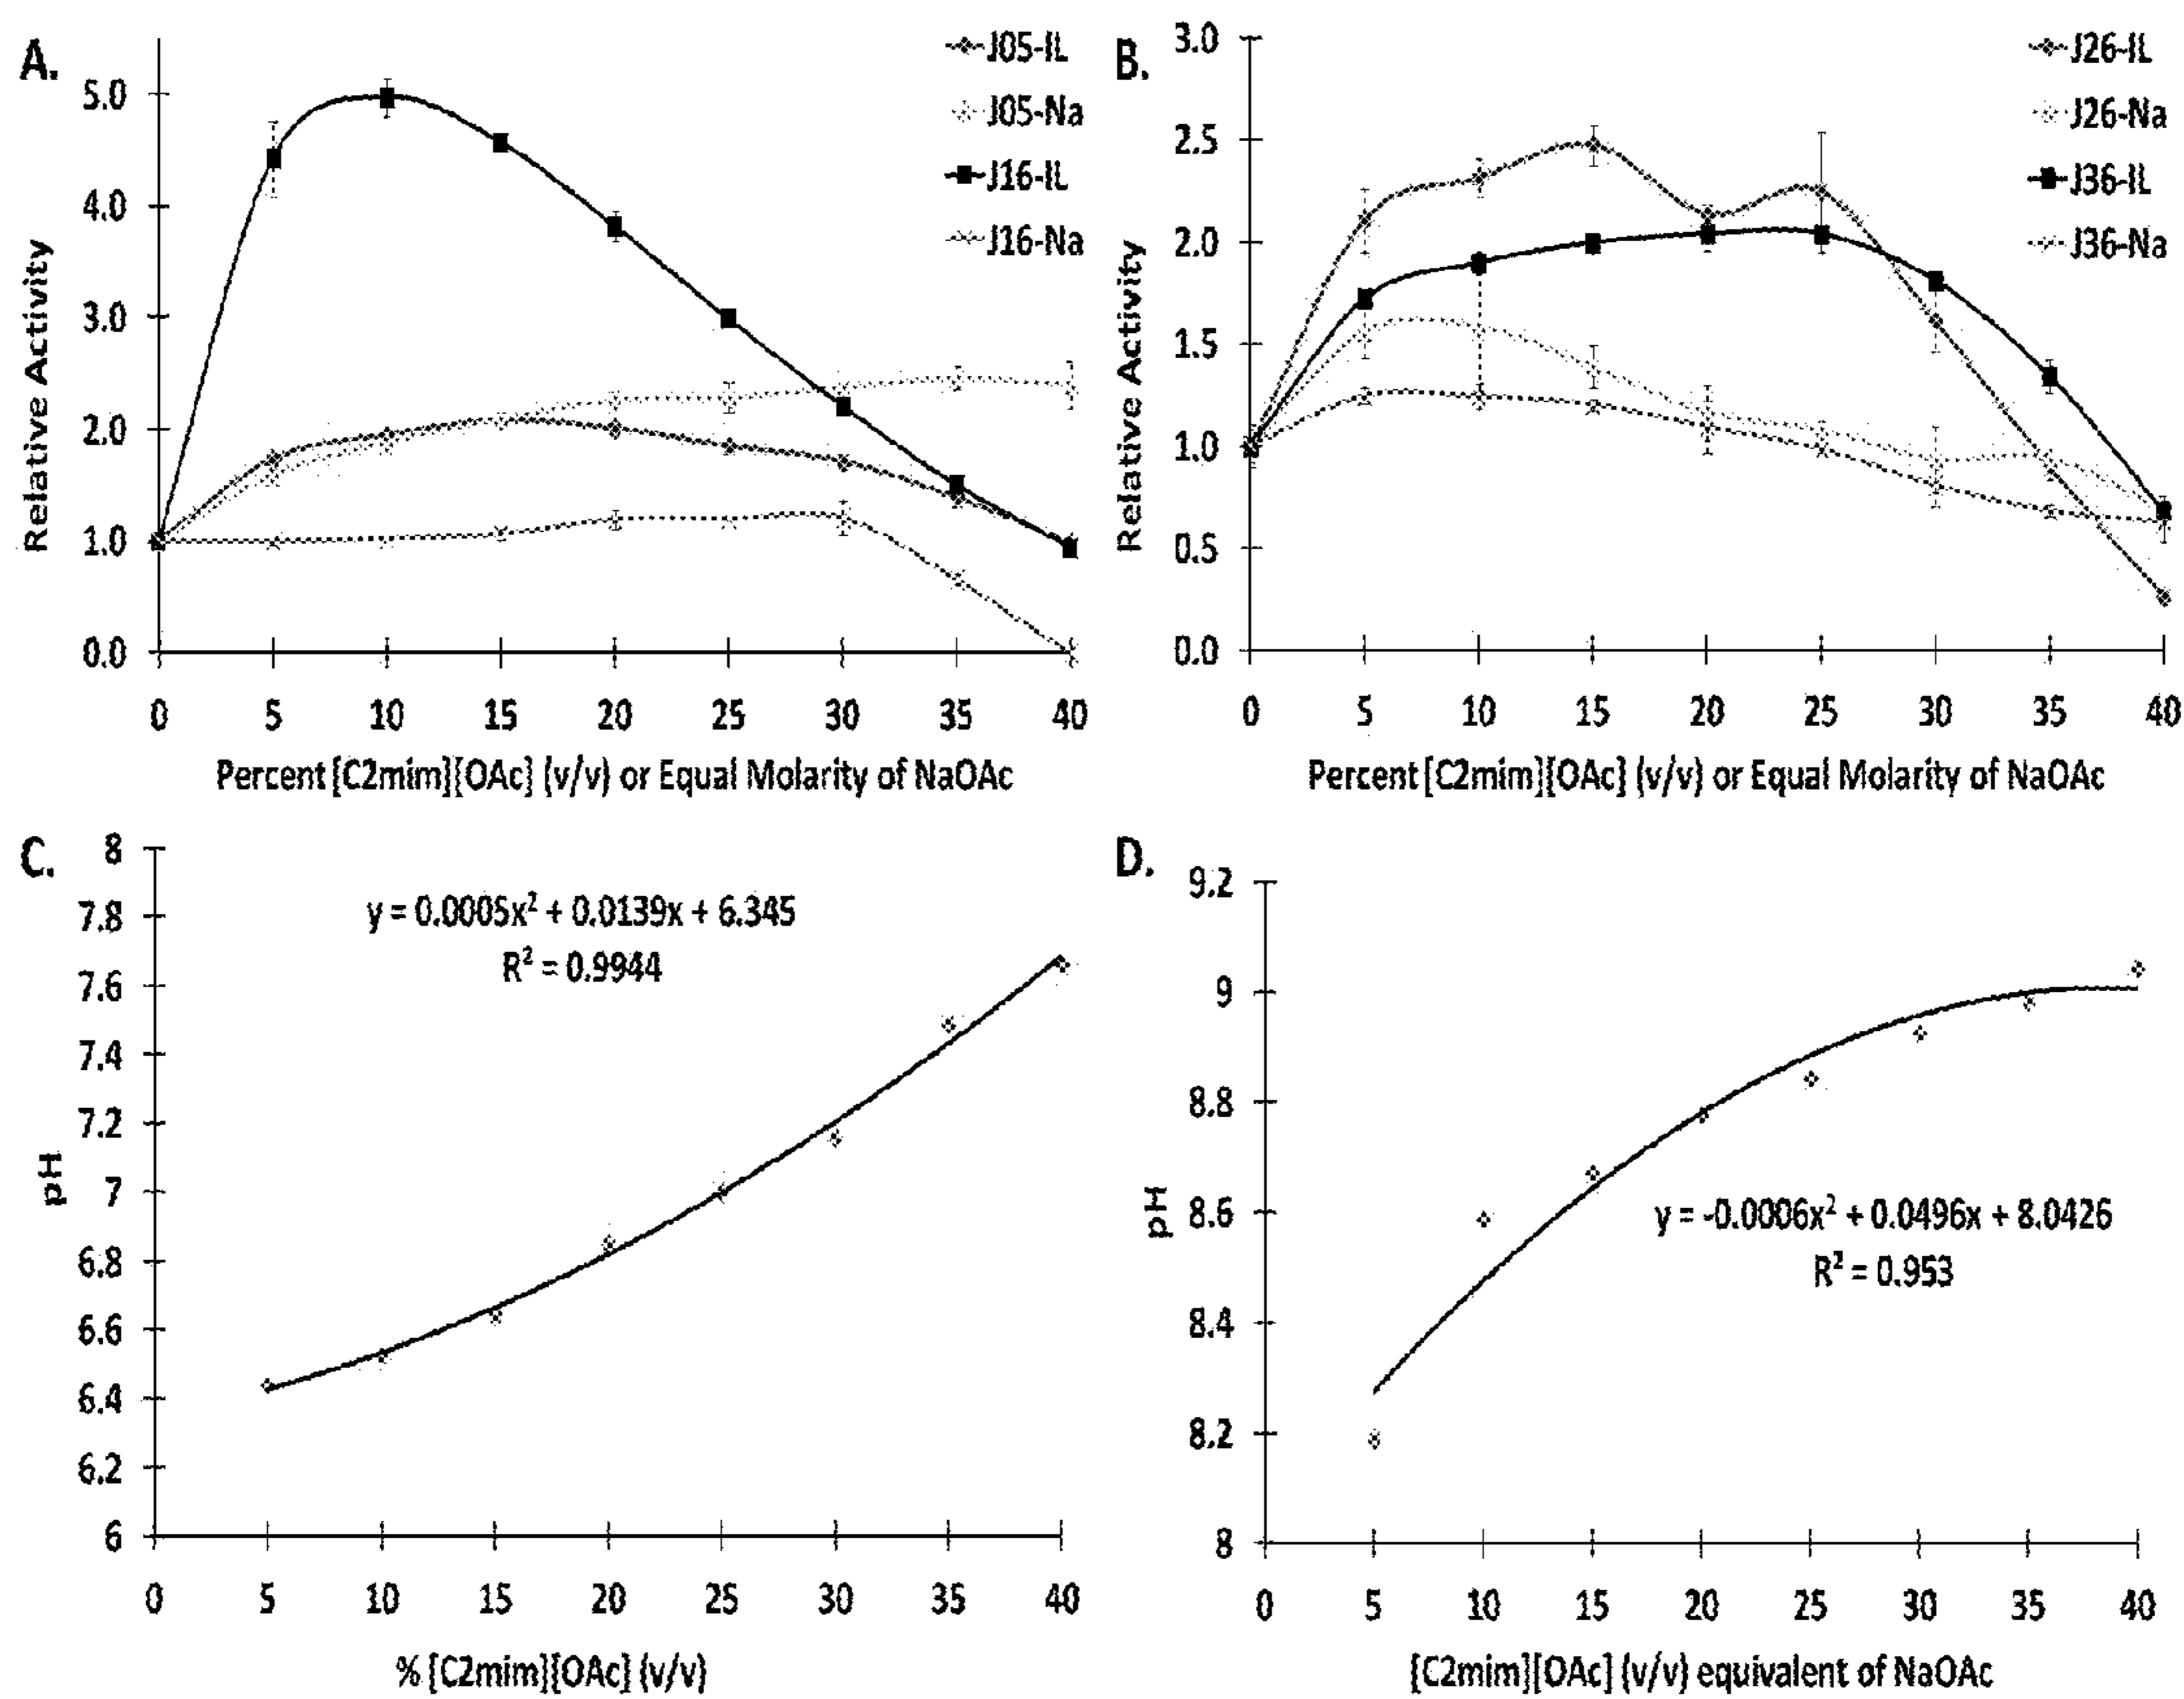 A.
J05-IL
J05-Na
J16-IL
J16-Na
5.0
4.0
3.0
2.0
1.0
0.0
Relative Activity
0 5 10 15 20 25 30 35 40
Percent [C2mim][OAc] (v/v) or Equal Molarity of NaOAc
B.
J26-IL
J26-Na
J36-IL
J36-Na
3.0
2.5
2.0
1.5
1.0
0.5
0.0
Relative Activity
0 5 10 15 20 25 30 35 40
Percent [C2mim][OAc] (v/v) or Equal Molarity of NaOAc
C.
y = 0.0005x² + 0.0139x + 6.345
R² = 0.9944
8
7.8
7.6
7.4
7.2
7
6.8
6.6
6.4
6.2
6
pH
0 5 10 15 20 25 30 35 40
% [C2mim][OAc] (v/v)
D.
9.2
9
8.8
8.6
8.4
8.2
8
pH
y = -0.0006x² + 0.0496x + 8.0426
R² = 0.953
0 5 10 15 20 25 30 35 40
[C2mim][OAc] (v/v) equivalent of NaOAc